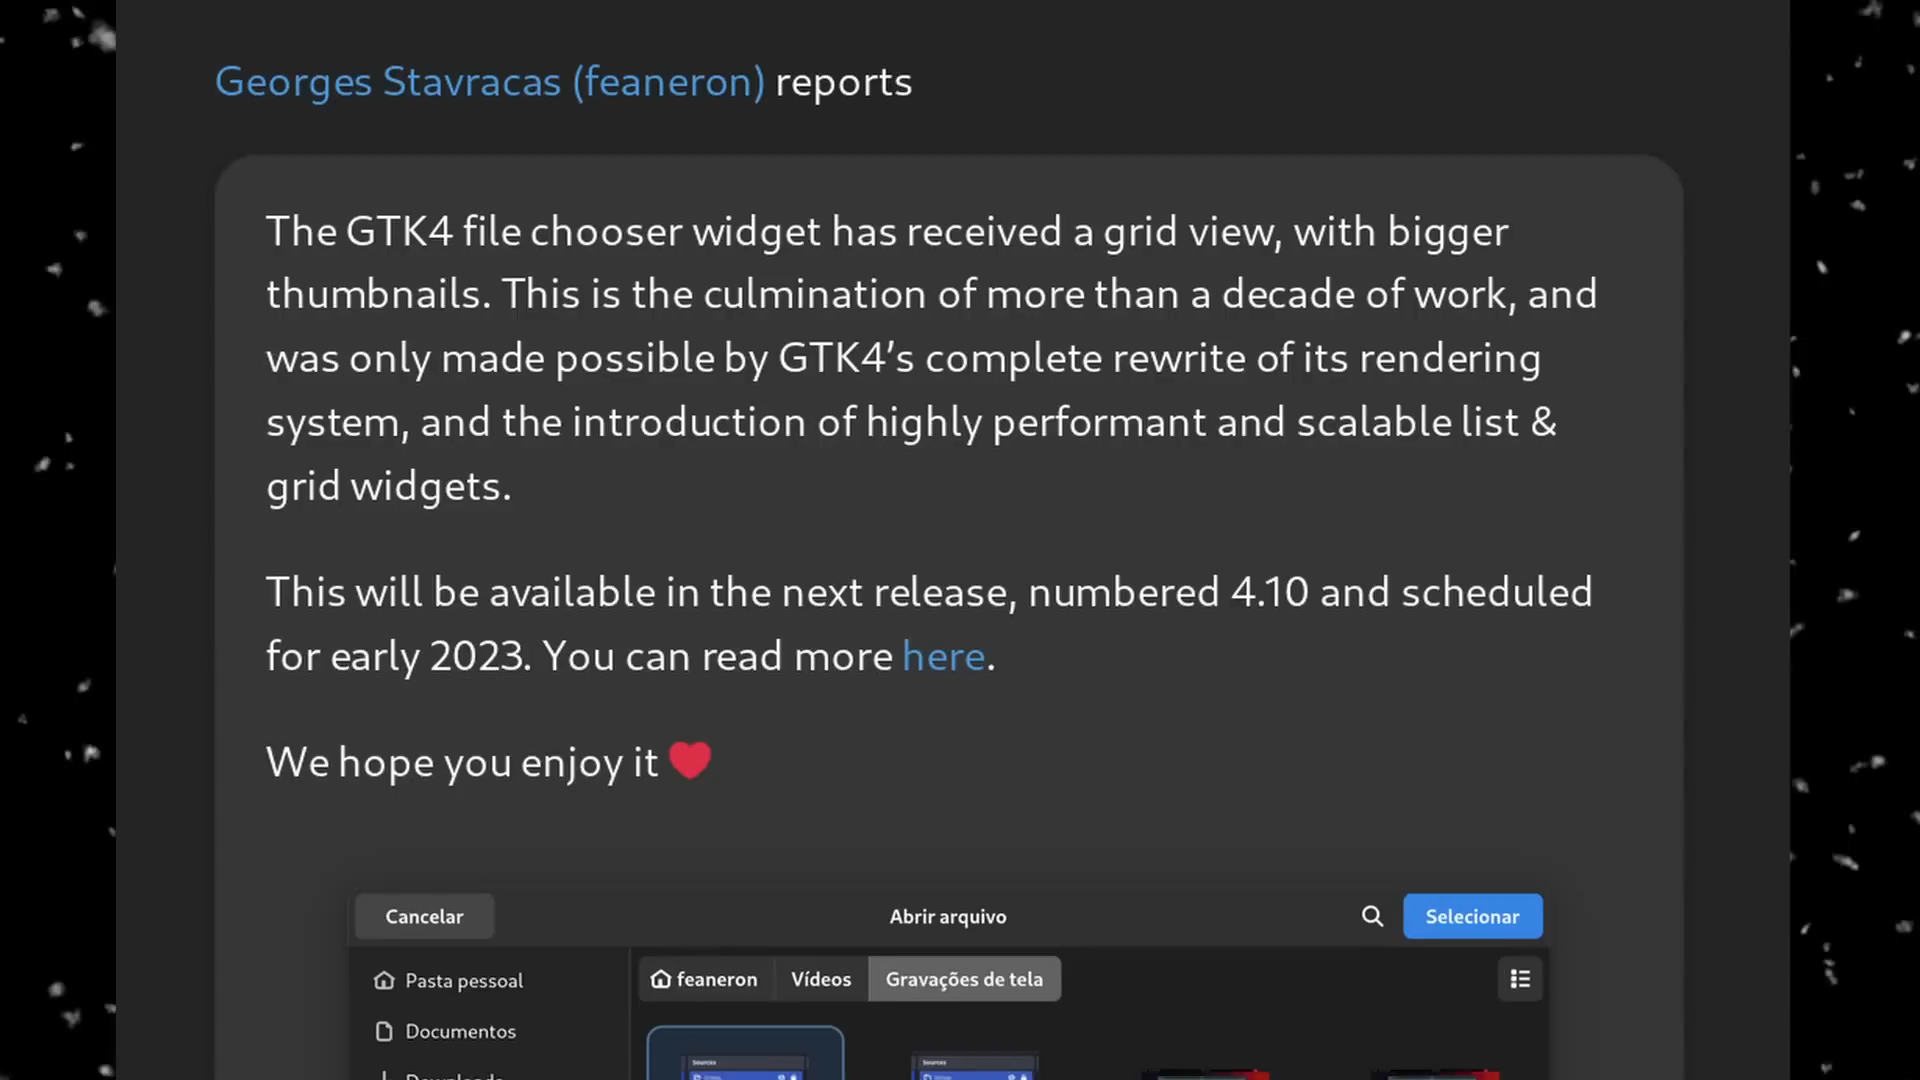 Georges Stavracas (feaneron) reports
The GTK4 file chooser widget has received a grid view, with bigger
thumbnails. This is the culmination of more than a decade of work, and
was only made possible by GTK4’s complete rewrite of its rendering
system, and the introduction of highly performant and scalable list &
grid widgets.
This will be available in the next release, numbered 4.10 and scheduled
for early 2023. You can read more here.
We hope you enjoy it ❤️
Cancelar Abrir arquivo Selecionar
Pasta pessoal feaneron Vídeos Gravações de tela
Documentos
Sources Sources